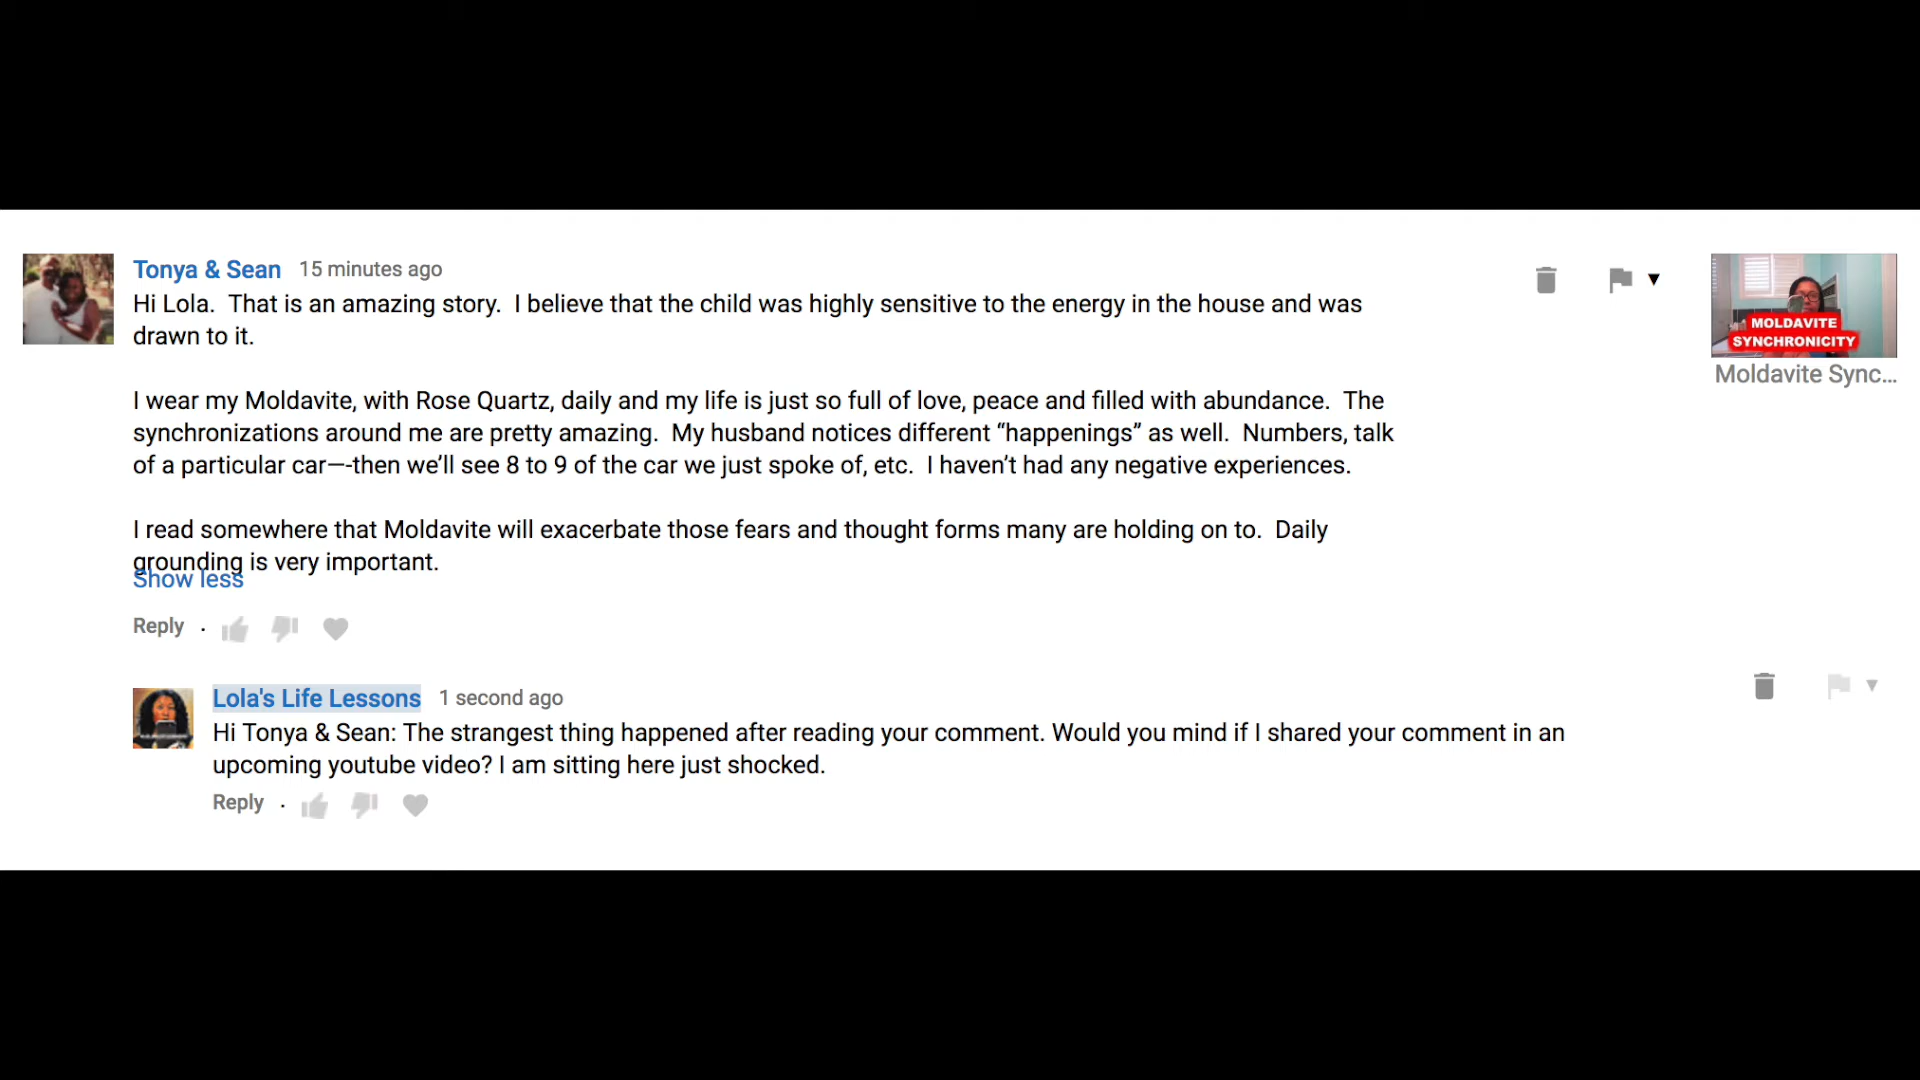 Tonya & Sean 15 minutes ago
Hi Lola.  That is an amazing story.  I believe that the child was highly sensitive to the energy in the house and was
drawn to it.
I wear my Moldavite, with Rose Quartz, daily and my life is just so full of love, peace and filled with abundance.  The
synchronizations around me are pretty amazing.  My husband notices different “happenings” as well.  Numbers, talk
of a particular car—-then we’ll see 8 to 9 of the car we just spoke of, etc.  I haven’t had any negative experiences.
I read somewhere that Moldavite will exacerbate those fears and thought forms many are holding on to.  Daily
grounding is very important.
Show less
Reply ·
MOLDAVITE
SYNCHRONICITY
Moldavite Sync...
Lola's Life Lessons 1 second ago
Hi Tonya & Sean: The strangest thing happened after reading your comment. Would you mind if I shared your comment in an
upcoming youtube video? I am sitting here just shocked.
Reply ·